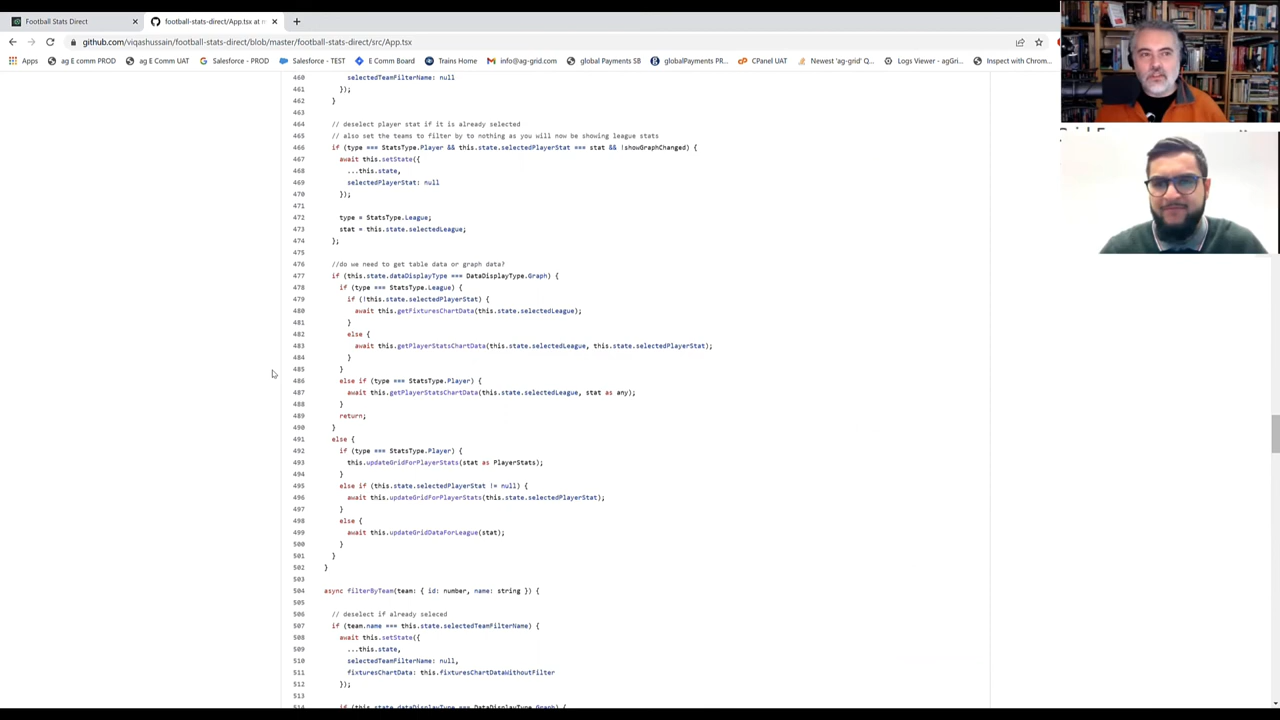 Football Stats Direct
football-stats-direct/App.tsx at m
github.com/viqashussain/football-stats-direct/blob/master/football-stats-direct/src/App.tsx
Apps
ag E comm PROD
ag E Comm UAT
Salesforce - PROD
Salesforce - TEST
E Comm Board
Trains Home
info@ag-grid.com
global Payments SB
globalPayments PR...
CPanel UAT
Newest 'ag-grid' Q...
Logs Viewer - agGri...
Inspect with Chrom...
460 selectedTeamFilterName: null
461 });
462 }
463
464 // deselect player stat if it is already selected
465 // also set the teams to filter by to nothing as you will now be showing league stats
466 if (type === StatsType.Player && this.state.selectedPlayerStat === stat && !showGraphChanged) {
467 await this.setState({
468 ...this.state,
469 selectedPlayerStat: null
470 });
471
472 type = StatsType.League;
473 stat = this.state.selectedLeague;
474 };
475
476 //do we need to get table data or graph data?
477 if (this.state.dataDisplayType === DataDisplayType.Graph) {
478 if (type === StatsType.League) {
479 if (!this.state.selectedPlayerStat) {
480 await this.getFixturesChartData(this.state.selectedLeague);
481 }
482 else {
483 await this.getPlayerStatsChartData(this.state.selectedLeague, this.state.selectedPlayerStat);
484 }
485 }
486 else if (type === StatsType.Player) {
487 await this.getPlayerStatsChartData(this.state.selectedLeague, stat as any);
488 }
489 return;
490 }
491 else {
492 if (type === StatsType.Player) {
493 this.updateGridForPlayerStats(stat as PlayerStats);
494 }
495 else if (this.state.selectedPlayerStat != null) {
496 await this.updateGridForPlayerStats(this.state.selectedPlayerStat);
497 }
498 else {
499 await this.updateGridDataForLeague(stat);
500 }
501 }
502 }
503
504 async filterByTeam(team: { id: number, name: string }) {
505
506 // deselect if already seleced
507 if (team.name === this.state.selectedTeamFilterName) {
508 await this.setState({
509 ...this.state,
510 selectedTeamFilterName: null,
511 fixturesChartData: this.fixturesChartDataWithoutFilter
512 });
513
514 if (this.state.dataDisplayType === DataDisplayType.Graph) {